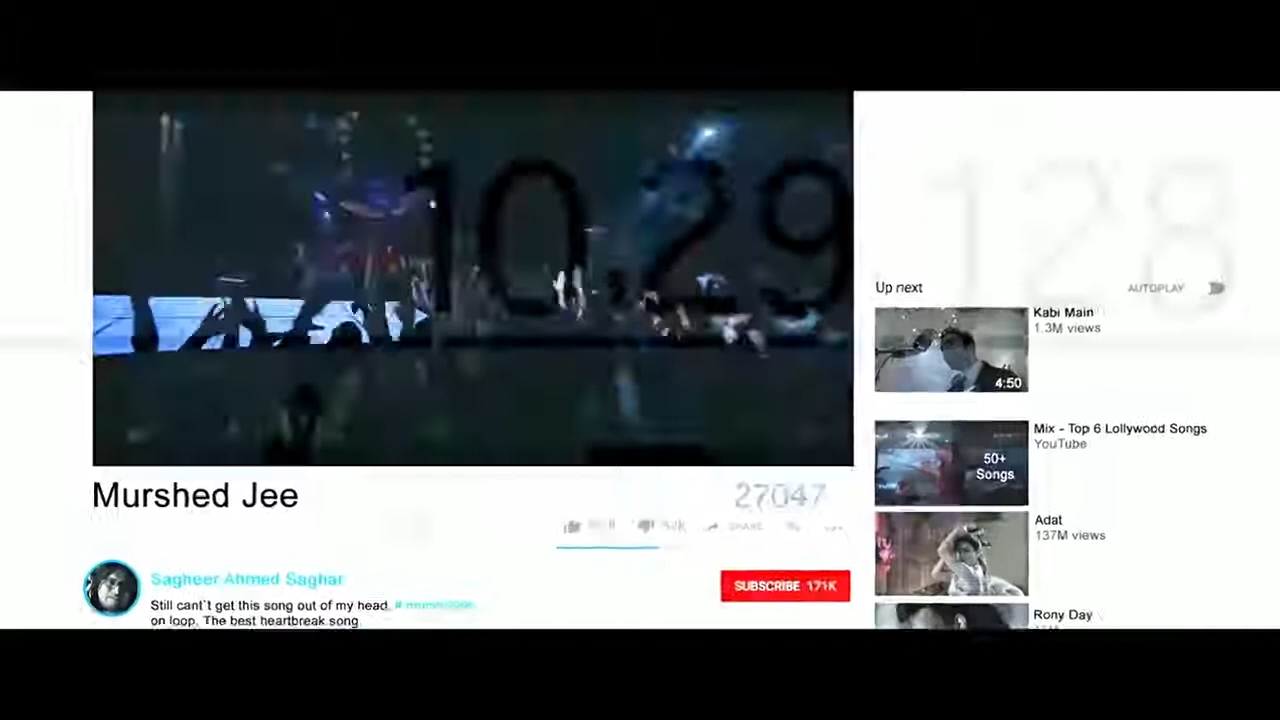 10.29
128
Up next
AUTOPLAY
Kabi Main
1.3M views
4:50
Mix - Top 6 Lollywood Songs
YouTube
50+
Songs
Adat
137M views
Rony Day
Murshed Jee
27047
SHARE
Sagheer Ahmed Saghar
SUBSCRIBE 171K
Still cant`t get this song out of my head
on loop. The best heartbreak song